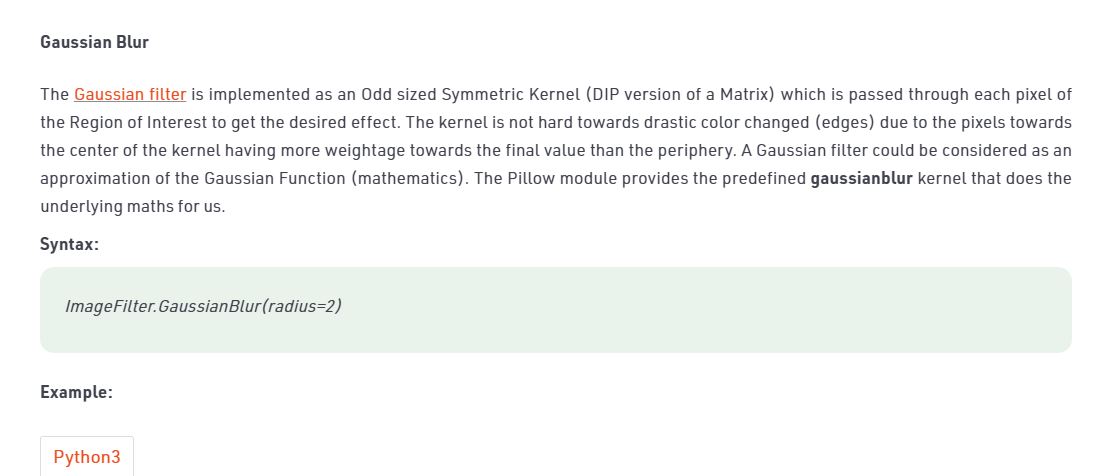 Gaussian Blur
The Gaussian filter is implemented as an Odd sized Symmetric Kernel (DIP version of a Matrix) which is passed through each pixel of
the Region of Interest to get the desired effect. The kernel is not hard towards drastic color changed (edges) due to the pixels towards
the center of the kernel having more weightage towards the final value than the periphery. A Gaussian filter could be considered as an
approximation of the Gaussian Function (mathematics). The Pillow module provides the predefined gaussianblur kernel that does the
underlying maths for us.
Syntax:
ImageFilter.GaussianBlur(radius=2)
Example:
Python3